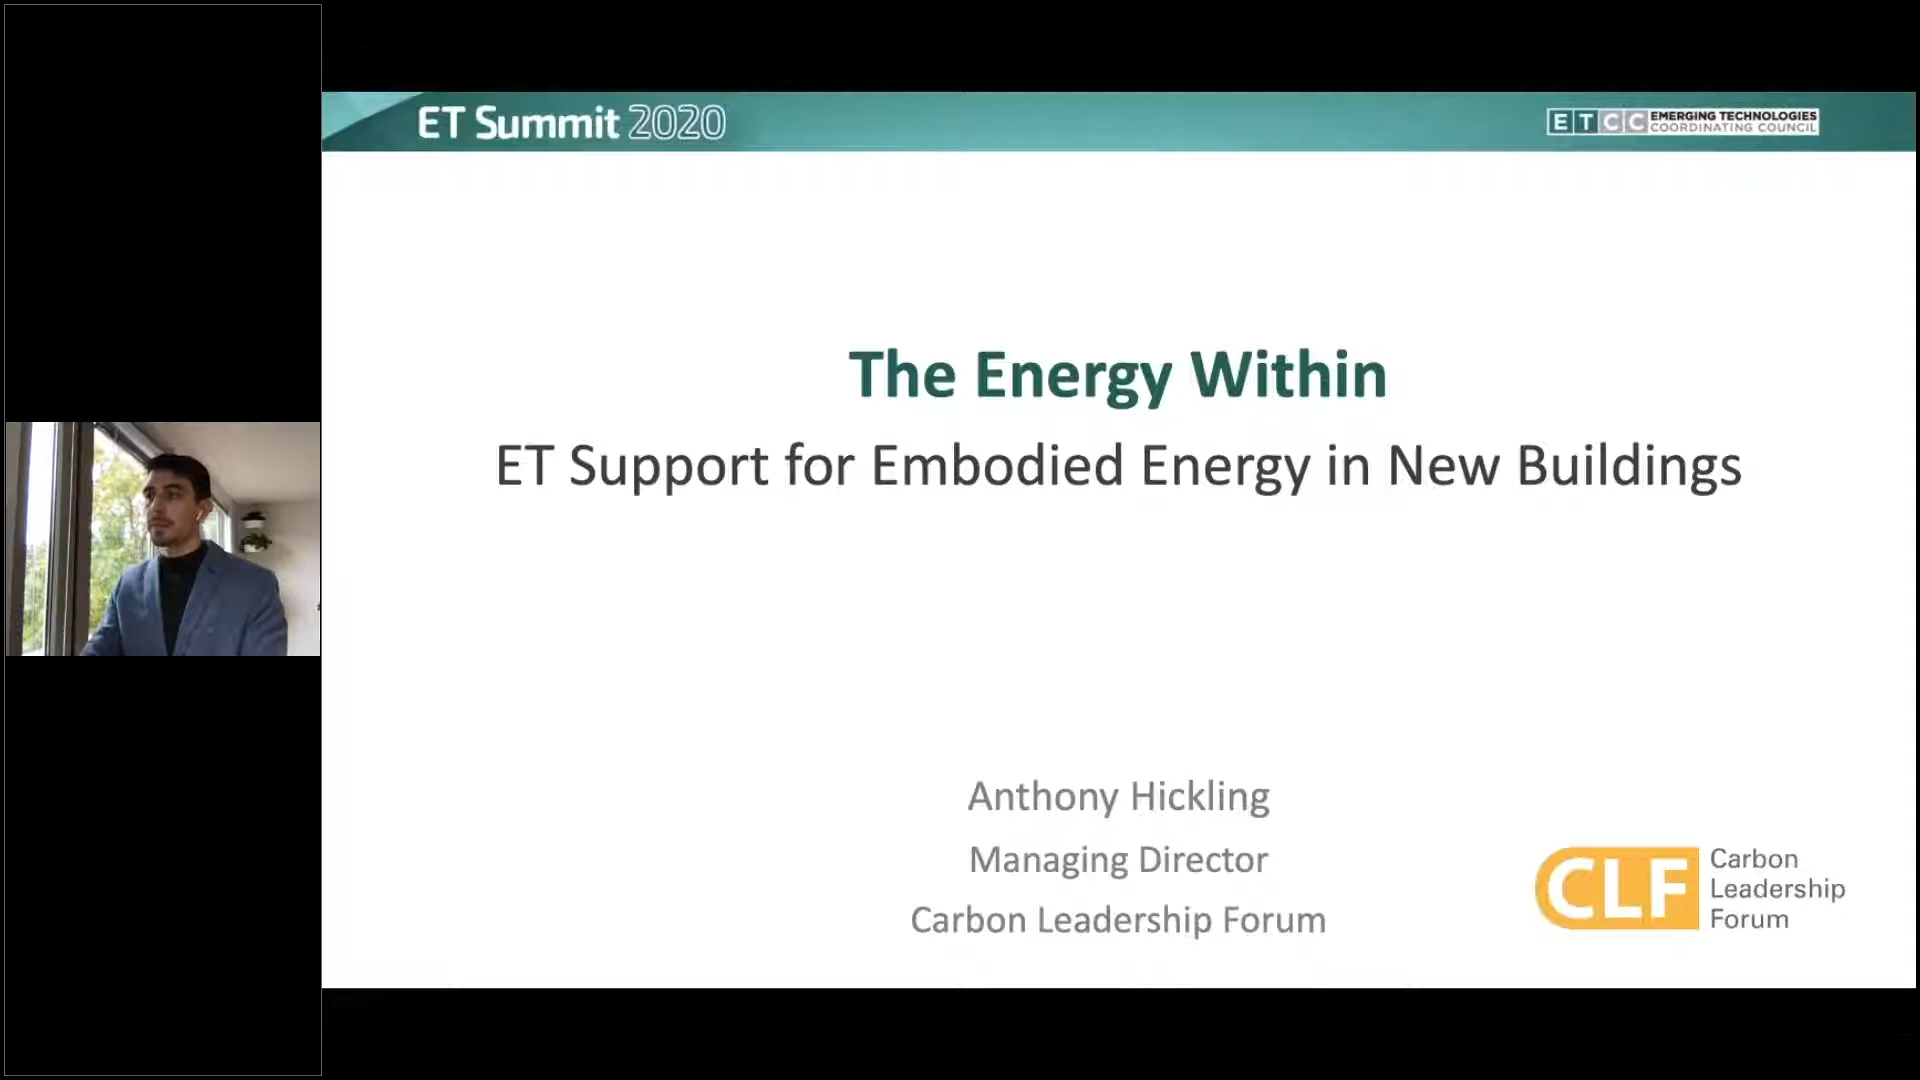 ET Summit 2020
ETCC EMERGING TECHNOLOGIES
COORDINATING COUNCIL
The Energy Within
ET Support for Embodied Energy in New Buildings
Anthony Hickling
Managing Director
Carbon Leadership Forum
CLF Carbon
Leadership
Forum